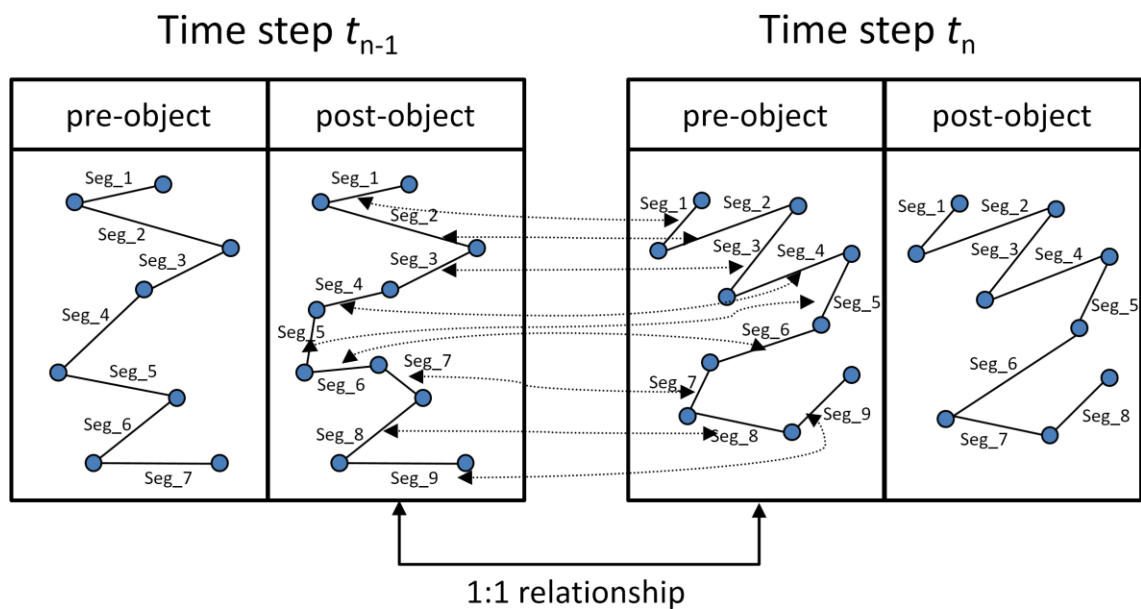 Time step tn-1
Time step tn
pre-object
post-object
pre-object
post-object
Seg_1
Seg_2
Seg_3
Seg_4
Seg_5
Seg_6
Seg_7
Seg_1
Seg_2
Seg_3
Seg_4
Seg_5
Seg_6
Seg_7
Seg_8
Seg_9
Seg_1
Seg_2
Seg_3
Seg_4
Seg_5
Seg_6
Seg_7
Seg_8
Seg_9
Seg_1
Seg_2
Seg_3
Seg_4
Seg_5
Seg_6
Seg_7
Seg_8
1:1 relationship